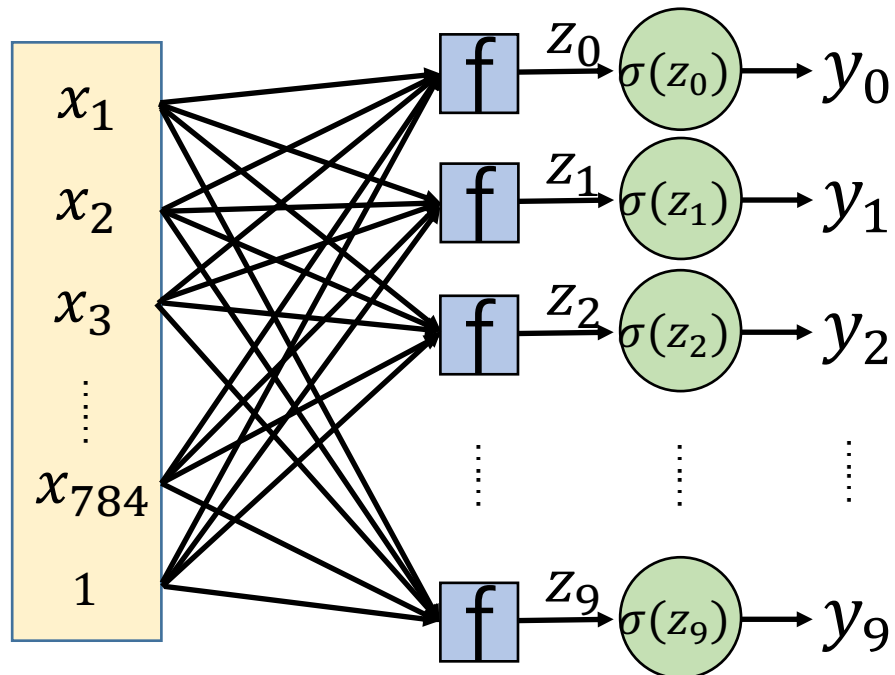 x₁
x₂
x₃
......
x₇₈₄
1
f z₀ σ(z₀) y₀
f z₁ σ(z₁) y₁
f z₂ σ(z₂) y₂
...... ...... ......
f z₉ σ(z₉) y₉